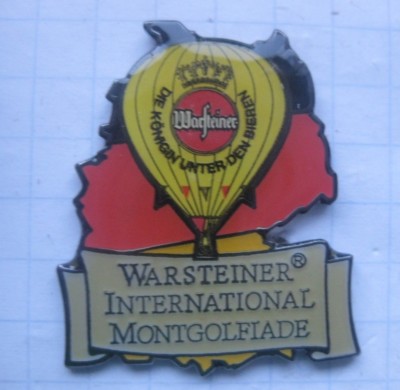 DIE KÖNIGIN UNTER DEN BIEREN
Warsteiner
WARSTEINER®
INTERNATIONAL
MONTGOLFIADE